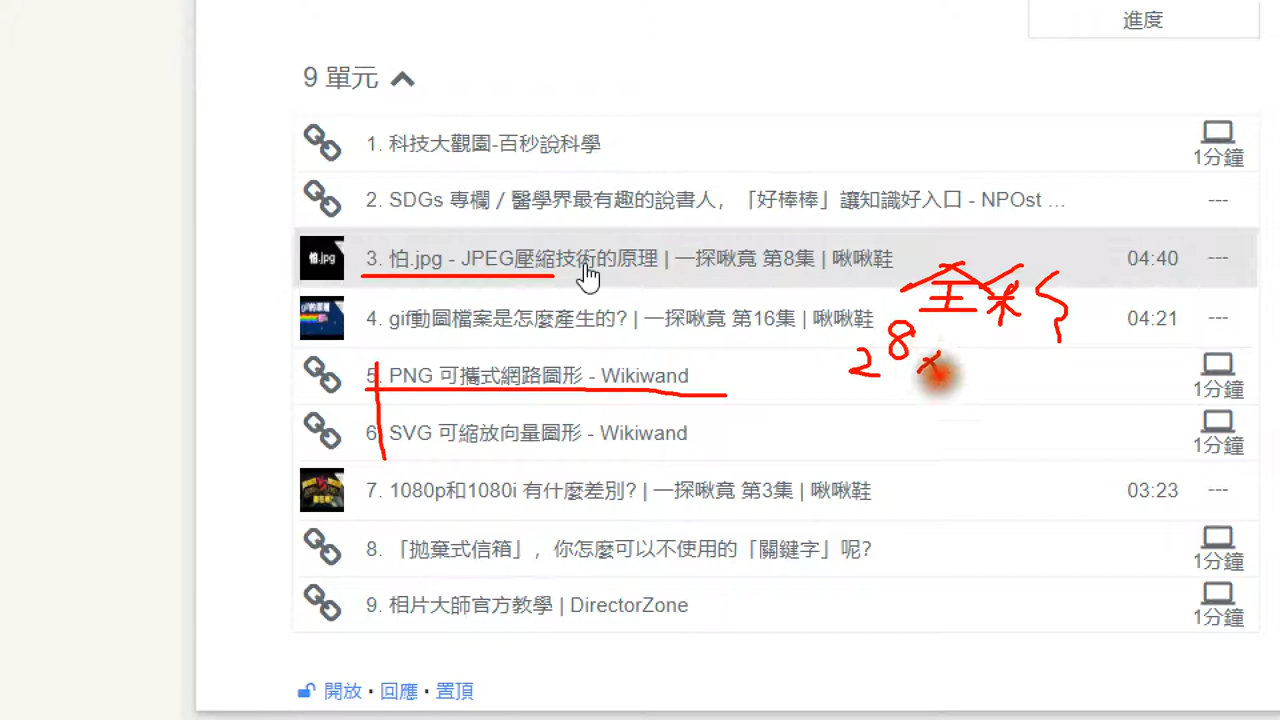 進度
9 單元
1. 科技大觀園-百秒說科學
1分鐘
2. SDGs 專欄 / 醫學界最有趣的說書人，「好棒棒」讓知識好入口 - NPOst ...
---
怕.jpg
3. 怕.jpg - JPEG壓縮技術的原理 | 一探啾竟 第8集 | 啾啾鞋
04:40
---
全彩
4. gif動圖檔案是怎麼產生的? | 一探啾竟 第16集 | 啾啾鞋
04:21
---
2 8 x
5. PNG 可攜式網路圖形 - Wikiwand
1分鐘
6. SVG 可縮放向量圖形 - Wikiwand
1分鐘
7. 1080p和1080i 有什麼差別? | 一探啾竟 第3集 | 啾啾鞋
03:23
---
8. 「拋棄式信箱」，你怎麼可以不使用的「關鍵字」呢?
1分鐘
9. 相片大師官方教學 | DirectorZone
1分鐘
開放 · 回應 · 置頂